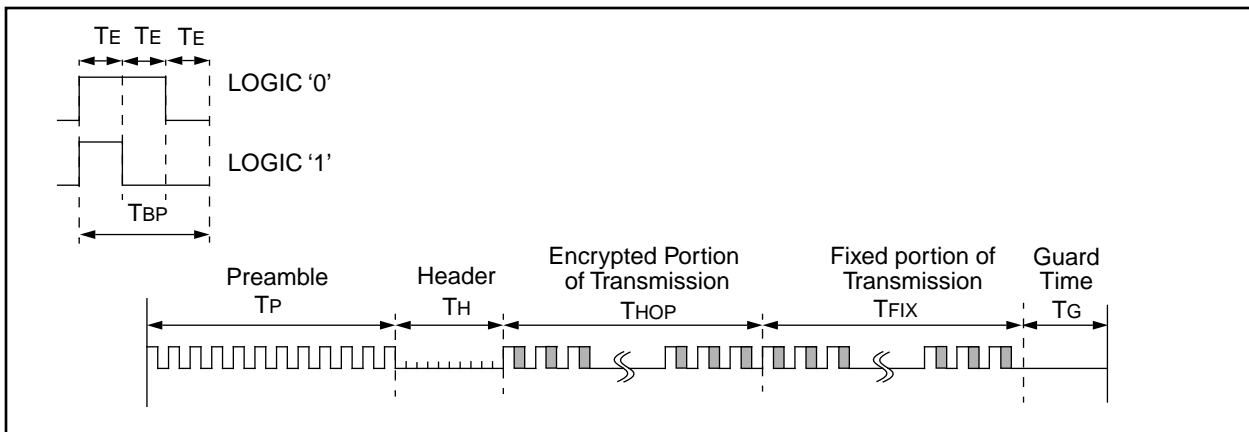 TE TE TE
LOGIC ‘0’
LOGIC ‘1’
TBP
Preamble
TP
Header
TH
Encrypted Portion
of Transmission
THOP
Fixed portion of
Transmission
TFIX
Guard
Time
TG